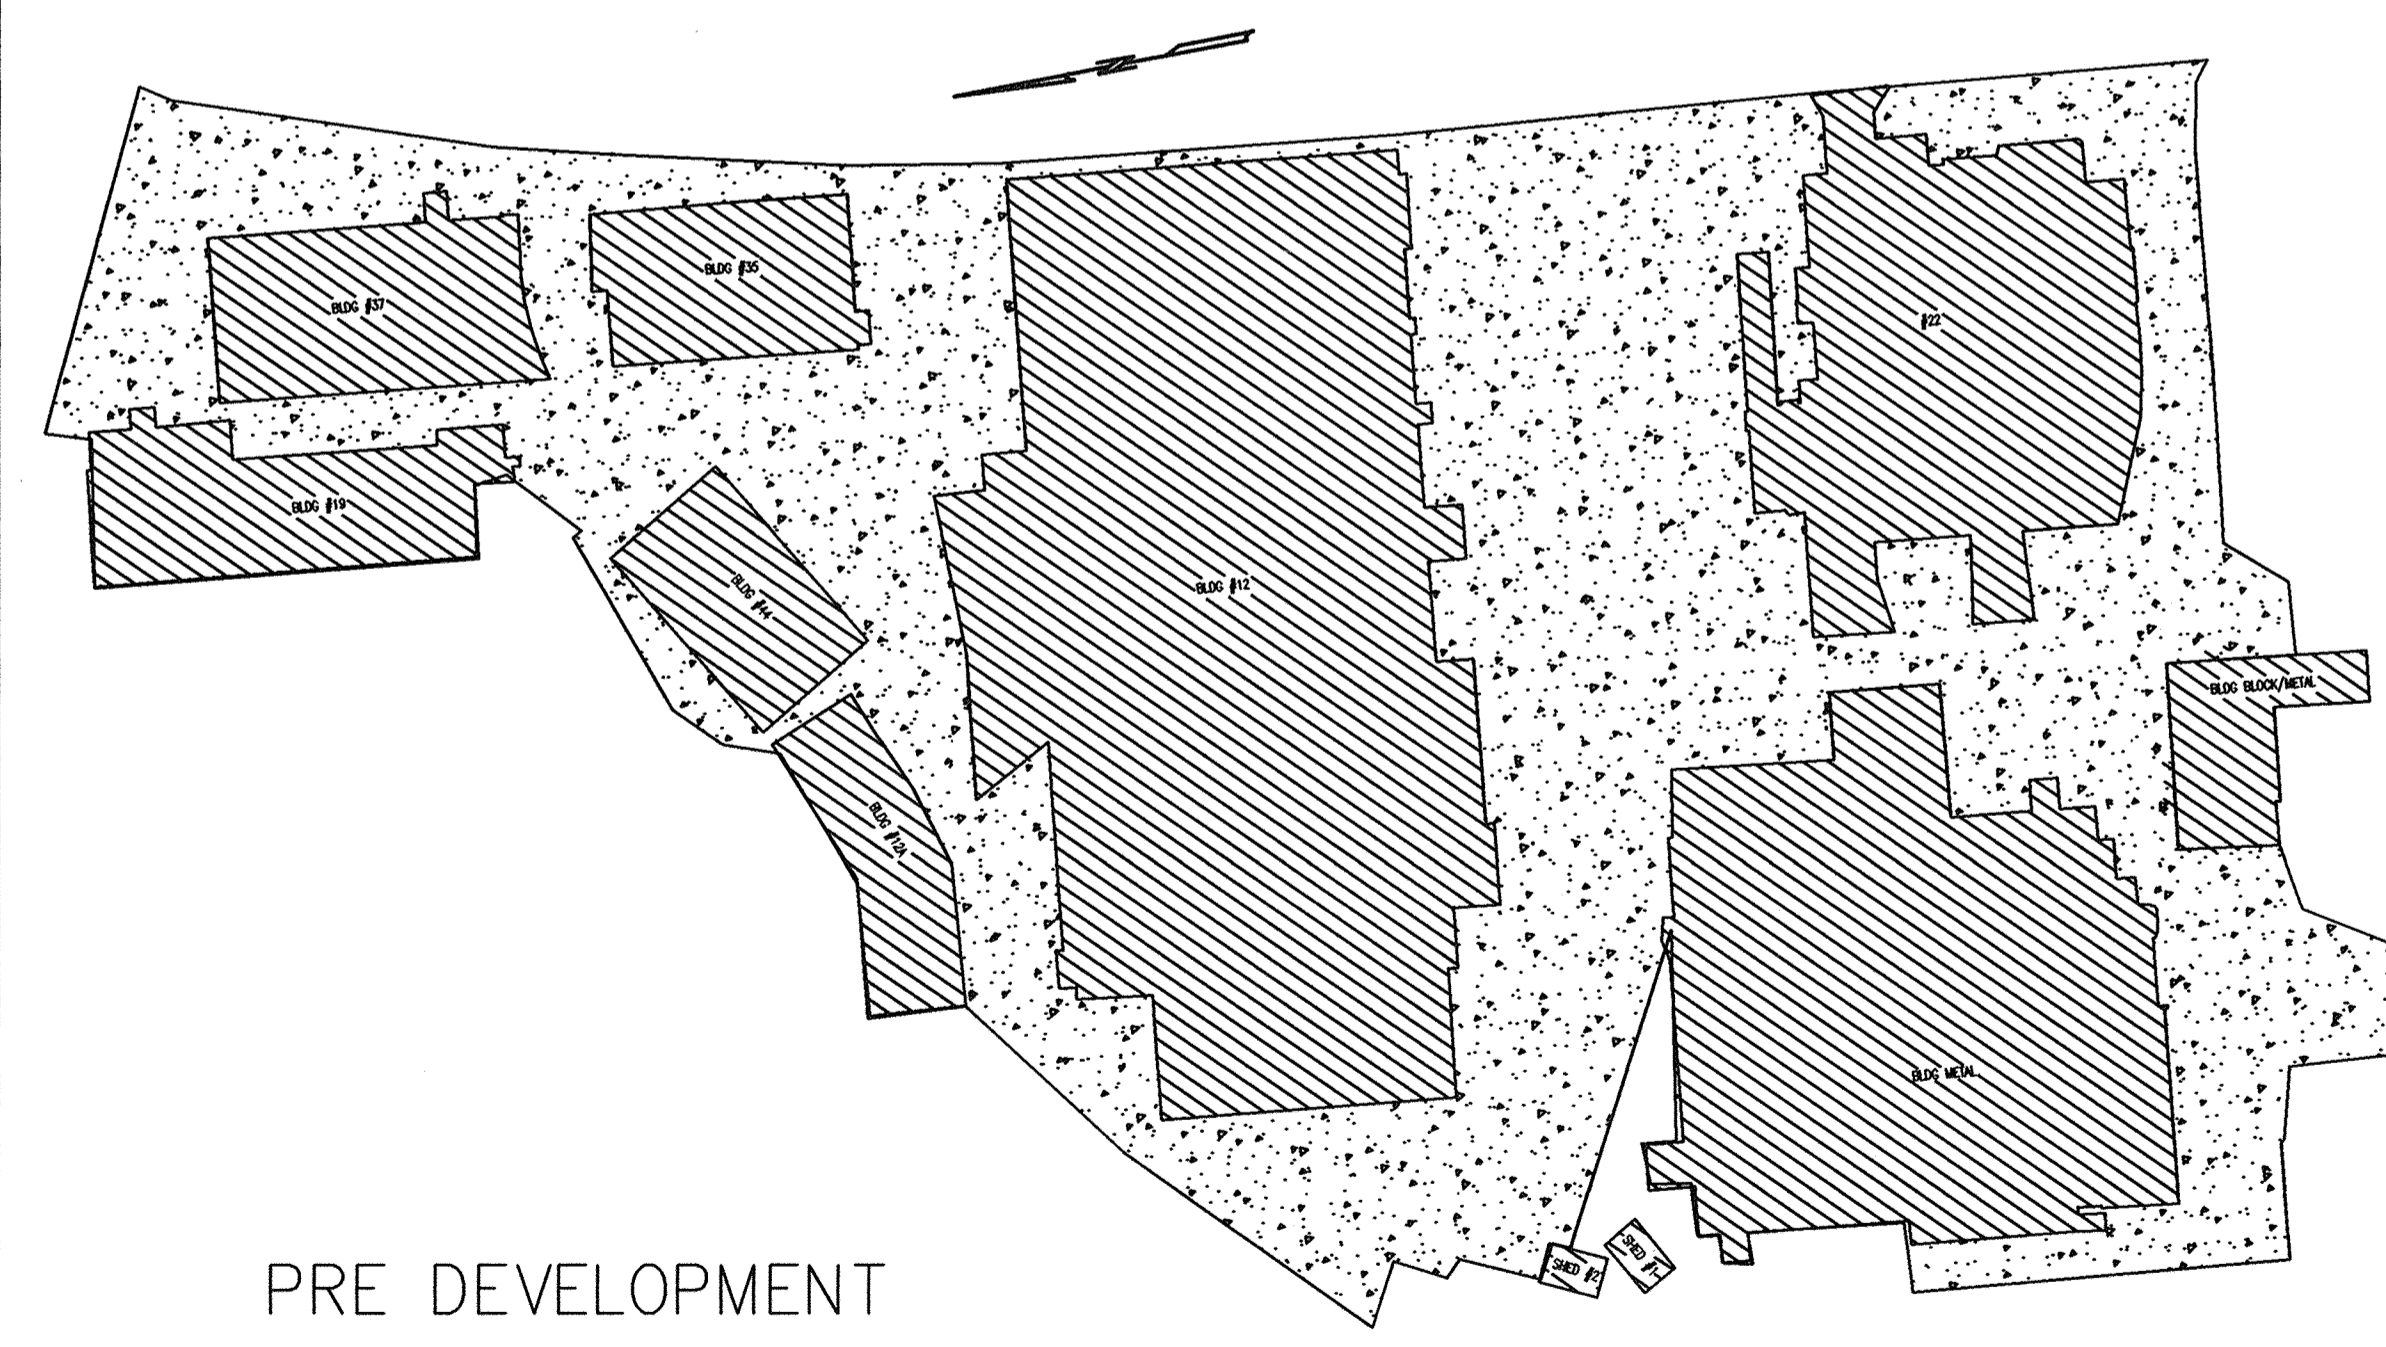 N
BLDG #37
BLDG #35
#22
BLDG #19
BLDG #44
BLDG #12
BLDG BLOCK/METAL
BLDG #12A
BLDG METAL
SHED #2
SHED #1
PRE DEVELOPMENT